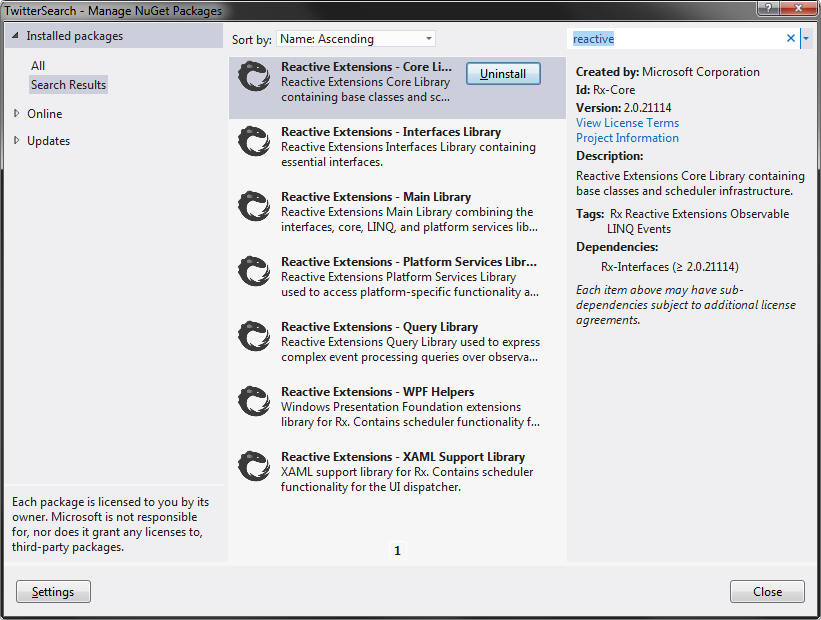 TwitterSearch - Manage NuGet Packages
Installed packages
All
Search Results
Online
Updates
Each package is licensed to you by its
owner. Microsoft is not responsible
for, nor does it grant any licenses to,
third-party packages.
Settings
Sort by: Name: Ascending
Reactive Extensions - Core Li...
Reactive Extensions Core Library
containing base classes and sc...
Uninstall
Reactive Extensions - Interfaces Library
Reactive Extensions Interfaces Library containing
essential interfaces.
Reactive Extensions - Main Library
Reactive Extensions Main Library combining the
interfaces, core, LINQ, and platform services lib...
Reactive Extensions - Platform Services Libr...
Reactive Extensions Platform Services Library
used to access platform-specific functionality a...
Reactive Extensions - Query Library
Reactive Extensions Query Library used to express
complex event processing queries over observa...
Reactive Extensions - WPF Helpers
Windows Presentation Foundation extensions
library for Rx. Contains scheduler functionality f...
Reactive Extensions - XAML Support Library
XAML support library for Rx. Contains scheduler
functionality for the UI dispatcher.
1
reactive
Created by: Microsoft Corporation
Id: Rx-Core
Version: 2.0.21114
View License Terms
Project Information
Description:
Reactive Extensions Core Library containing
base classes and scheduler infrastructure.
Tags: Rx Reactive Extensions Observable
LINQ Events
Dependencies:
Rx-Interfaces (≥ 2.0.21114)
Each item above may have sub-
dependencies subject to additional license
agreements.
Close